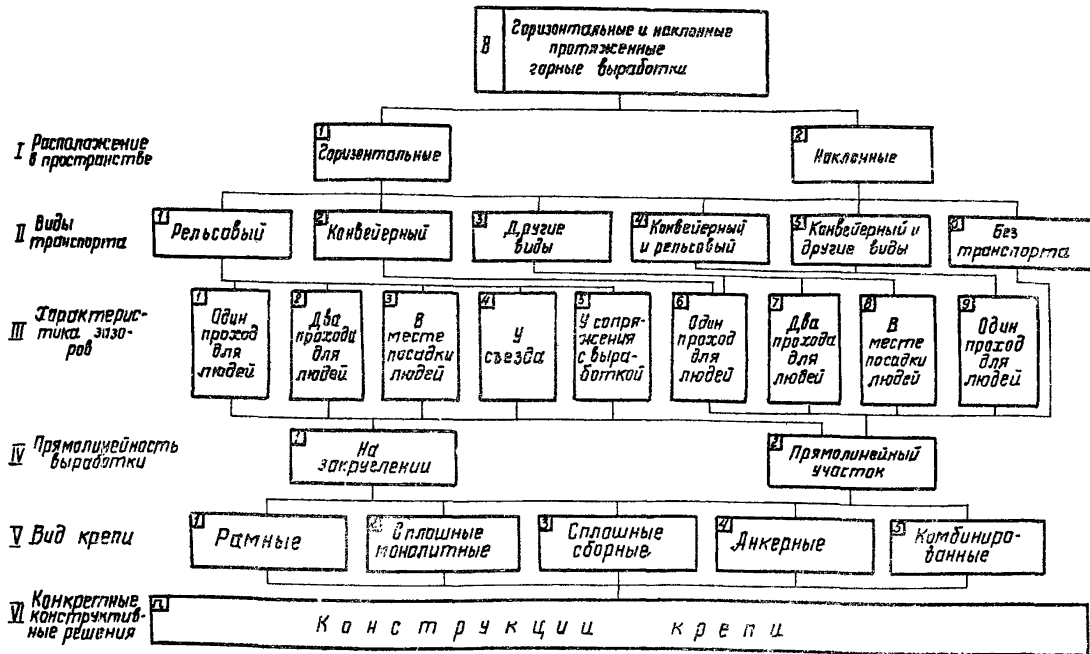 В
Горизонтальные и наклонные
протяженные
горные выработки
I Расположение
в пространстве
1
Горизонтальные
2
Наклонные
II Виды
транспорта
1
Рельсовый
2
Конвейерный
3
Другие
виды
4
Конвейерный
и рельсовый
5
Конвейерный и
другие виды
6
Без
транспорта
III Характерис-
тика зазо-
ров
1
Один
проход
для
людей
2
Два
прохода
для
людей
3
В
месте
посадки
людей
4
У
съезда
5
У сопря-
жения
с выра-
боткой
6
Один
проход
для
людей
7
Два
прохода
для
людей
8
В
месте
посадки
людей
9
Один
проход
для
людей
IV Прямолинейность
выработки
1
На
закруглении
2
Прямолинейный
участок
V Вид крепи
1
Рамные
2
Сплошные
монолитные
3
Сплошные
сборные
4
Анкерные
5
Комбиниро-
ванные
VI Конкретные
конструктив-
ные решения
n
Конструкции крепи